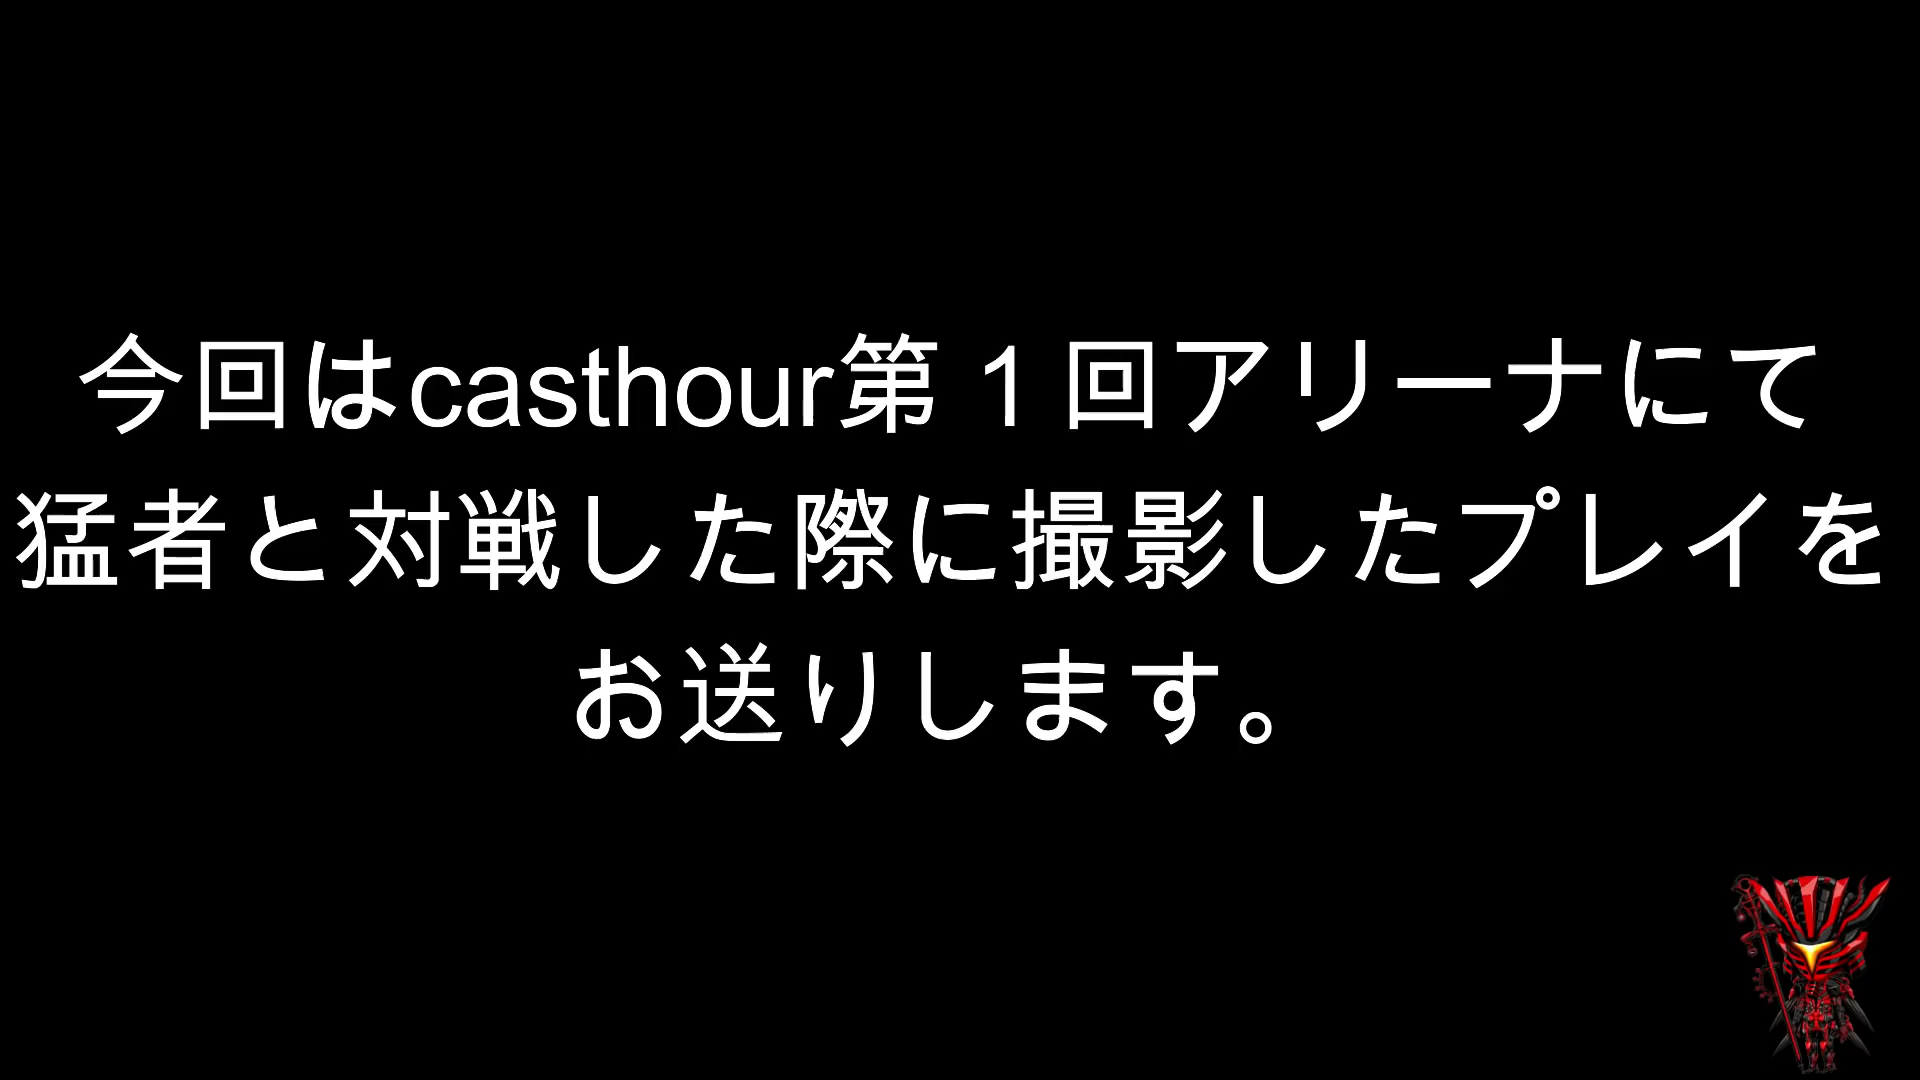 今回はcasthour第１回アリーナにて
猛者と対戦した際に撮影したプレイを
お送りします。